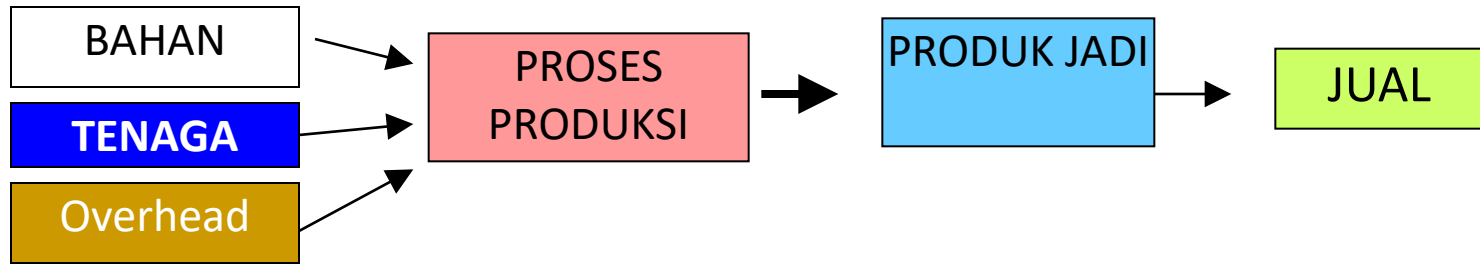 BAHAN
TENAGA
Overhead
PROSES
PRODUKSI
PRODUK JADI
JUAL